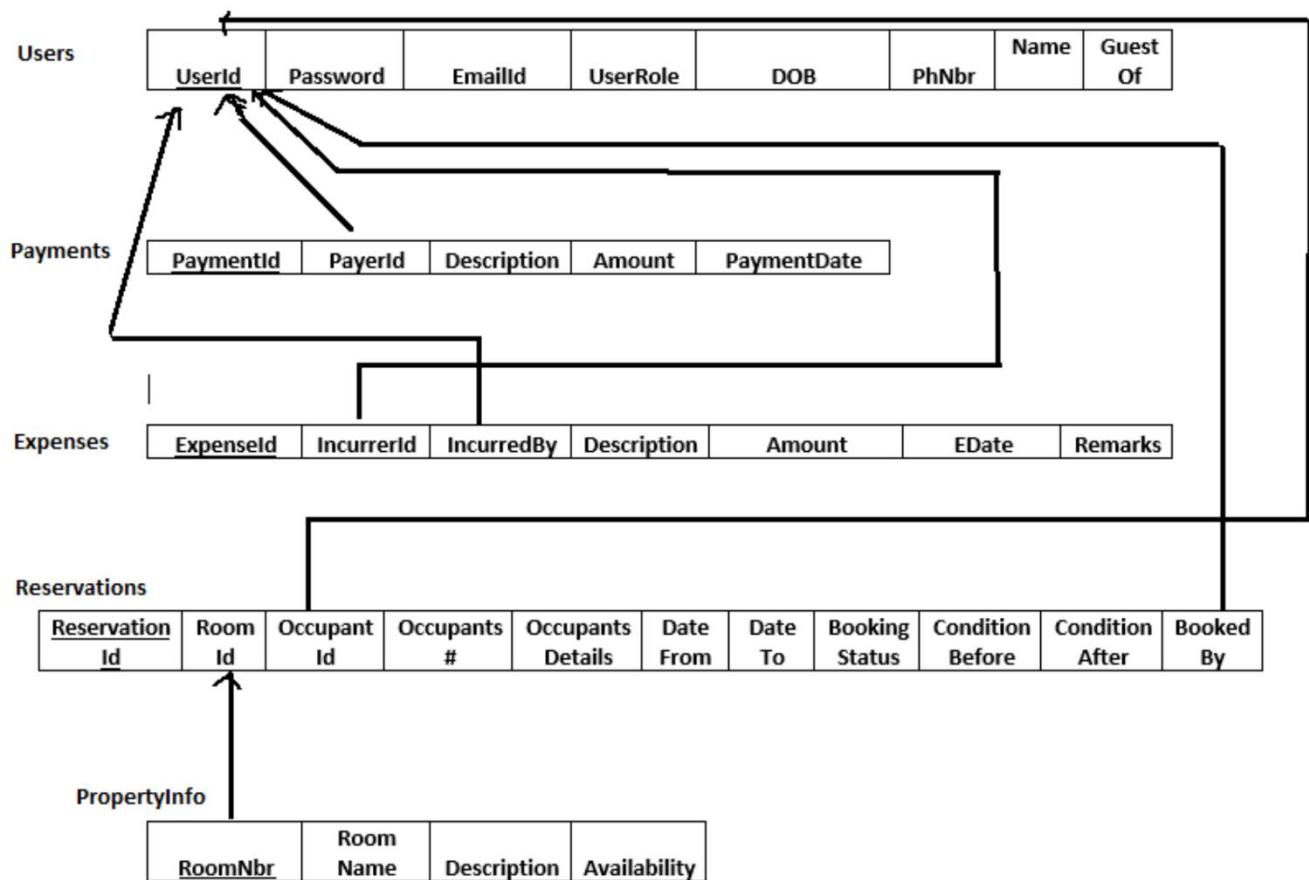 Users
UserId Password EmailId UserRole DOB PhNbr Name Guest Of
Payments
PaymentId PayerId Description Amount PaymentDate
Expenses
ExpenseId IncurrerId IncurredBy Description Amount EDate Remarks
Reservations
Reservation Room Occupant Occupants Occupants Date Date Booking Condition Condition Booked
Id Id Id # Details From To Status Before After By
PropertyInfo
RoomNbr Room Name Description Availability